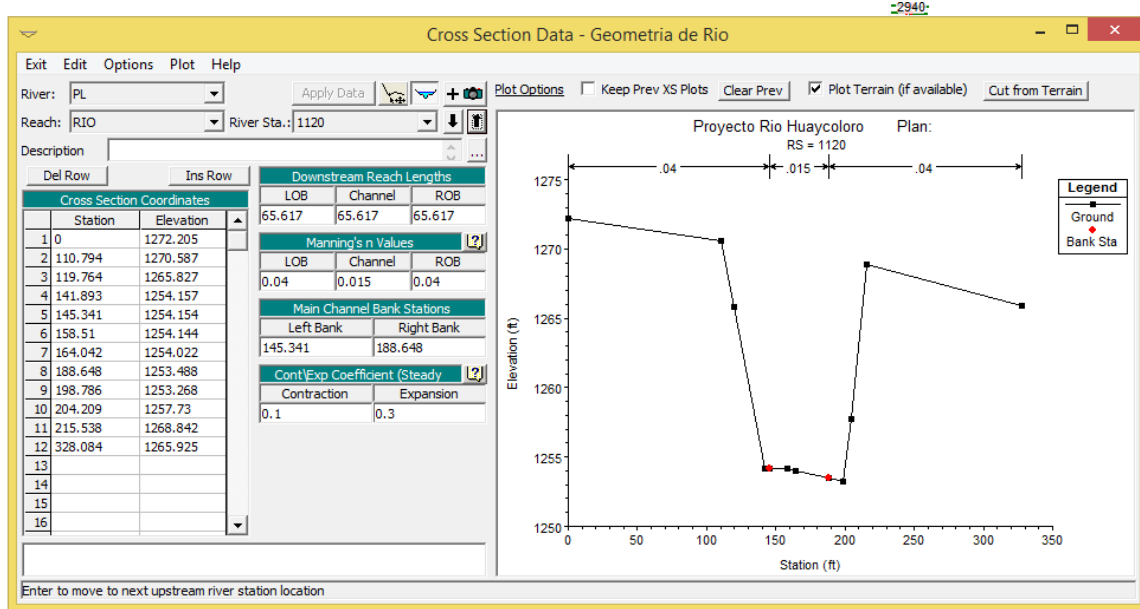 -2940-
Cross Section Data - Geometria de Rio
Exit Edit Options Plot Help
River: PL Apply Data Plot Options Keep Prev XS Plots Clear Prev Plot Terrain (if available) Cut from Terrain
Reach: RIO River Sta.: 1120
Description ...
Del Row Ins Row
Cross Section Coordinates
Station Elevation
1 0 1272.205
2 110.794 1270.587
3 119.764 1265.827
4 141.893 1254.157
5 145.341 1254.154
6 158.51 1254.144
7 164.042 1254.022
8 188.648 1253.488
9 198.786 1253.268
10 204.209 1257.73
11 215.538 1268.842
12 328.084 1265.925
13
14
15
16
Downstream Reach Lengths
LOB Channel ROB
65.617 65.617 65.617
Manning's n Values
LOB Channel ROB
0.04 0.015 0.04
Main Channel Bank Stations
Left Bank Right Bank
145.341 188.648
Cont\Exp Coefficient (Steady
Contraction Expansion
0.1 0.3
Proyecto Rio Huaycoloro Plan:
RS = 1120
.04 .015 .04
1275
1270
1265
1260
1255
1250
Elevation (ft)
0 50 100 150 200 250 300 350
Station (ft)
Legend
Ground
Bank Sta
Enter to move to next upstream river station location